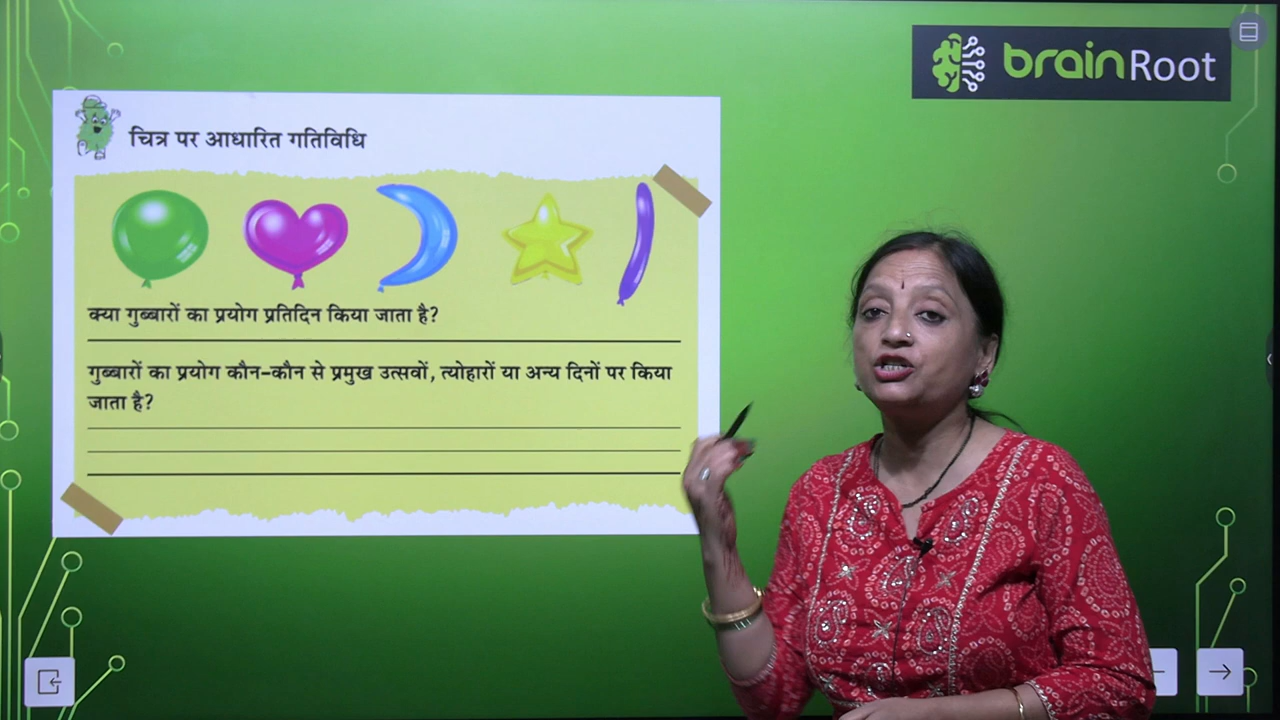 brainRoot
चित्र पर आधारित गतिविधि
क्या गुब्बारों का प्रयोग प्रतिदिन किया जाता है?
गुब्बारों का प्रयोग कौन-कौन से प्रमुख उत्सवों, त्योहारों या अन्य दिनों पर किया
जाता है?